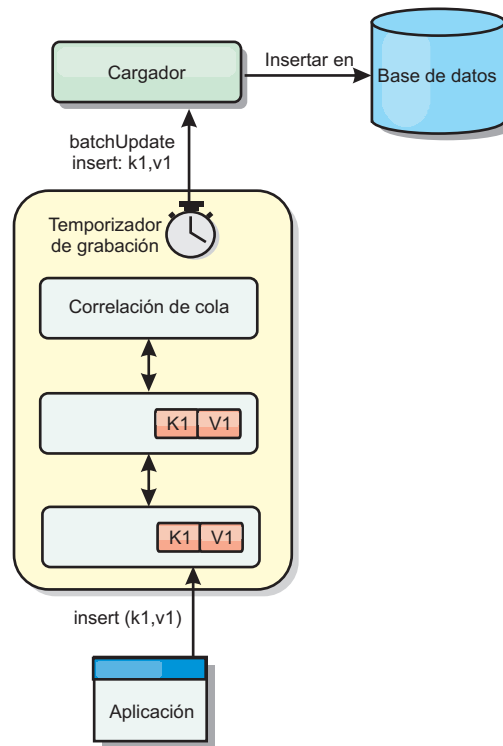 Cargador
Insertar en
Base de datos
batchUpdate
insert: k1,v1
Temporizador
de grabación
Correlación de cola
K1 V1
K1 V1
insert (k1,v1)
Aplicación